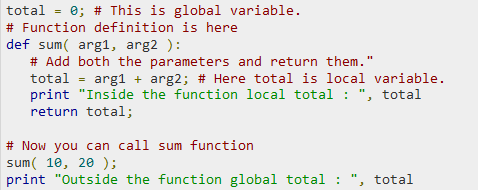 total = 0; # This is global variable.
# Function definition is here
def sum( arg1, arg2 ):
   # Add both the parameters and return them."
   total = arg1 + arg2; # Here total is local variable.
   print "Inside the function local total : ", total
   return total;

# Now you can call sum function
sum( 10, 20 );
print "Outside the function global total : ", total